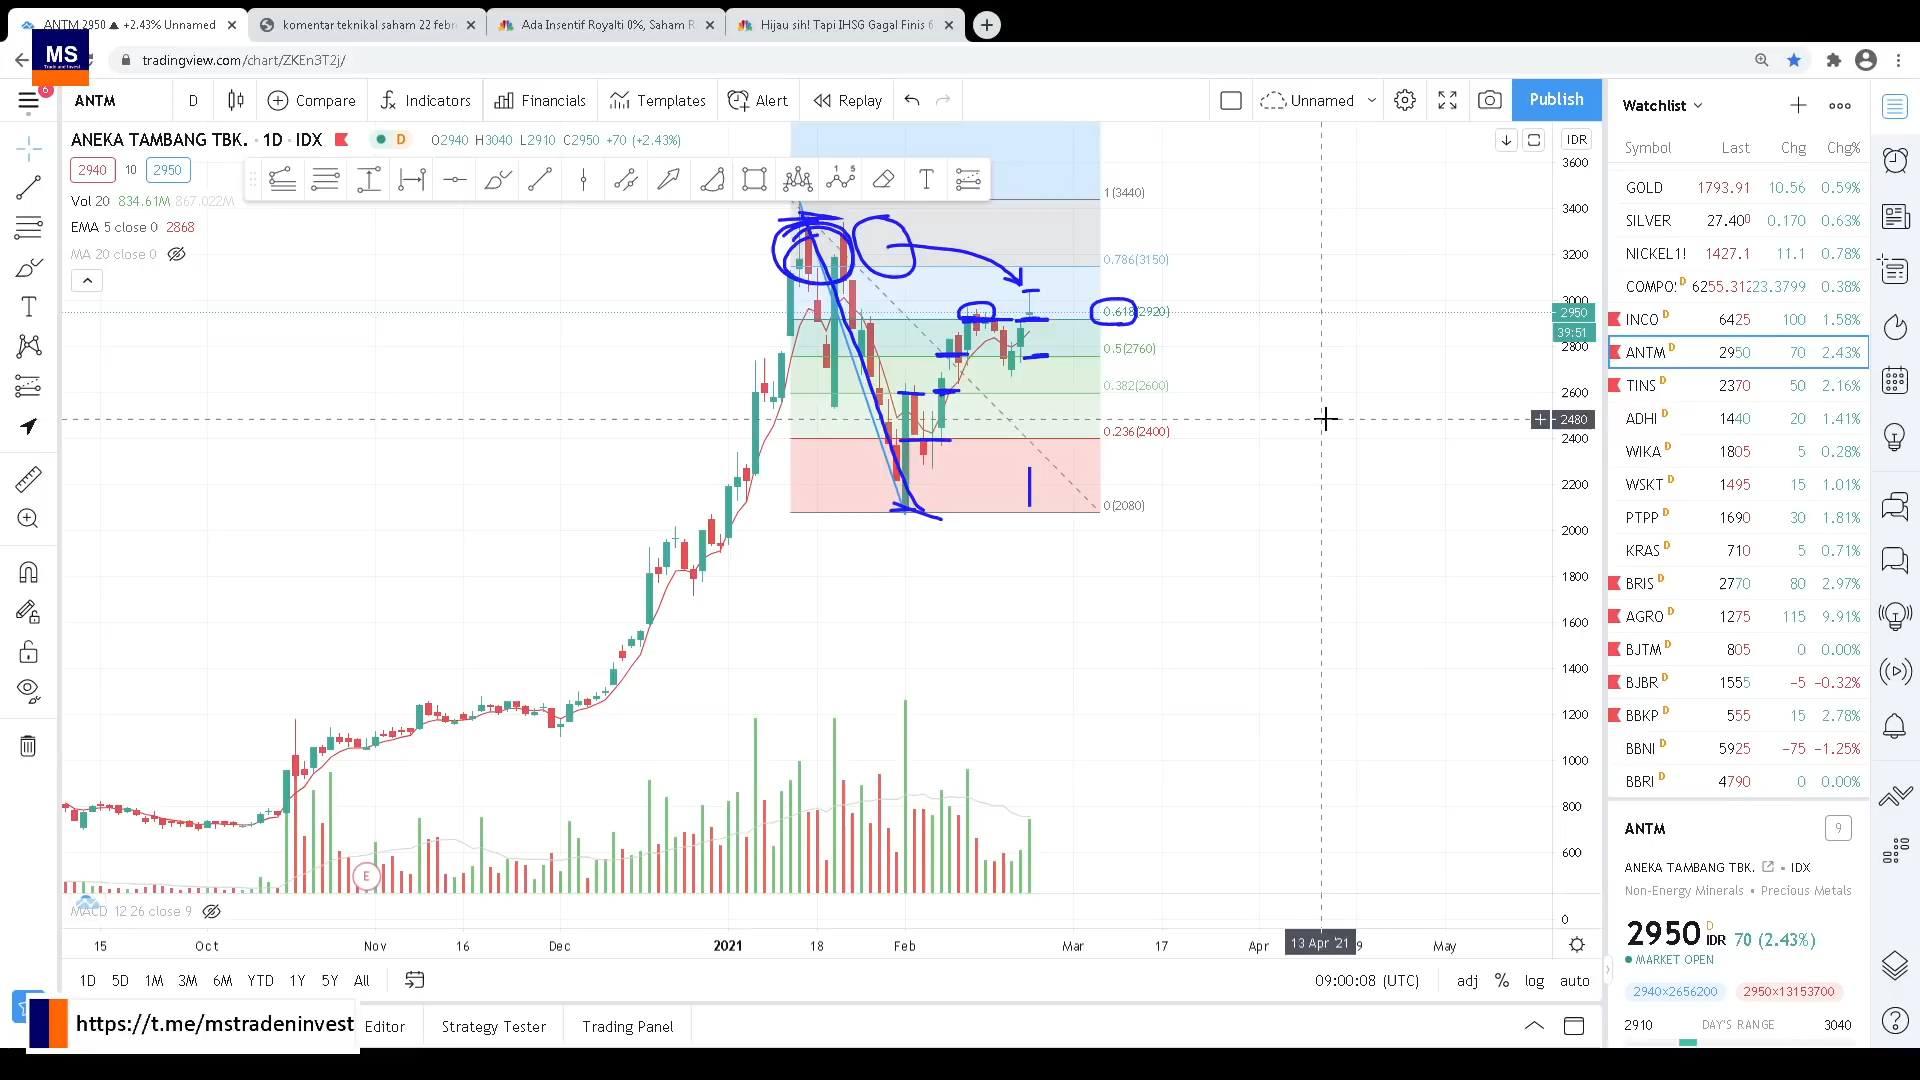 ANTM 2950 ▲ +2.43% Unnamed
komentar teknikal saham 22 febr
Ada Insentif Royalti 0%, Saham R
Hijau sih! Tapi IHSG Gagal Finis 6
MS
tradingview.com/chart/ZKEn3T2j/
6
ANTM
D
Compare
Indicators
Financials
Templates
Alert
Replay
Unnamed
Publish
ANEKA TAMBANG TBK. · 1D · IDX
D
O2940 H3040 L2910 C2950 +70 (+2.43%)
2940 10 2950
Vol 20 834.61M 867.022M
EMA 5 close 0 2868
MA 20 close 0
1(3440)
0.786(3150)
0.618(2920)
0.5(2760)
0.382(2600)
0.236(2400)
0(2080)
IDR
3600
3400
3200
3000
2950
39:51
2800
2600
2480
2400
2200
2000
1800
1600
1400
1200
1000
800
600
0
E
MACD 12 26 close 9
15 Oct Nov 16 Dec 2021 18 Feb Mar 17 Apr 13 Apr '21 9 May
1D 5D 1M 3M 6M YTD 1Y 5Y All
09:00:08 (UTC) adj % log auto
https://t.me/mstradeninvest
Editor
Strategy Tester
Trading Panel
Watchlist
Symbol Last Chg Chg%
GOLD 1793.91 10.56 0.59%
SILVER 27.400 0.170 0.63%
NICKEL1! 1427.1 11.1 0.78%
COMPO: D 6255.31223.3799 0.38%
INCO D 6425 100 1.58%
ANTM D 2950 70 2.43%
TINS D 2370 50 2.16%
ADHI D 1440 20 1.41%
WIKA D 1805 5 0.28%
WSKT D 1495 15 1.01%
PTPP D 1690 30 1.81%
KRAS D 710 5 0.71%
BRIS D 2770 80 2.97%
AGRO D 1275 115 9.91%
BJTM D 805 0 0.00%
BJBR D 1555 −5 −0.32%
BBKP D 555 15 2.78%
BBNI D 5925 −75 −1.25%
BBRI D 4790 0 0.00%
ANTM 9
ANEKA TAMBANG TBK. • IDX
Non-Energy Minerals • Precious Metals
2950 D IDR 70 (2.43%)
MARKET OPEN
2940×2656200 2950×13153700
2910 DAY'S RANGE 3040